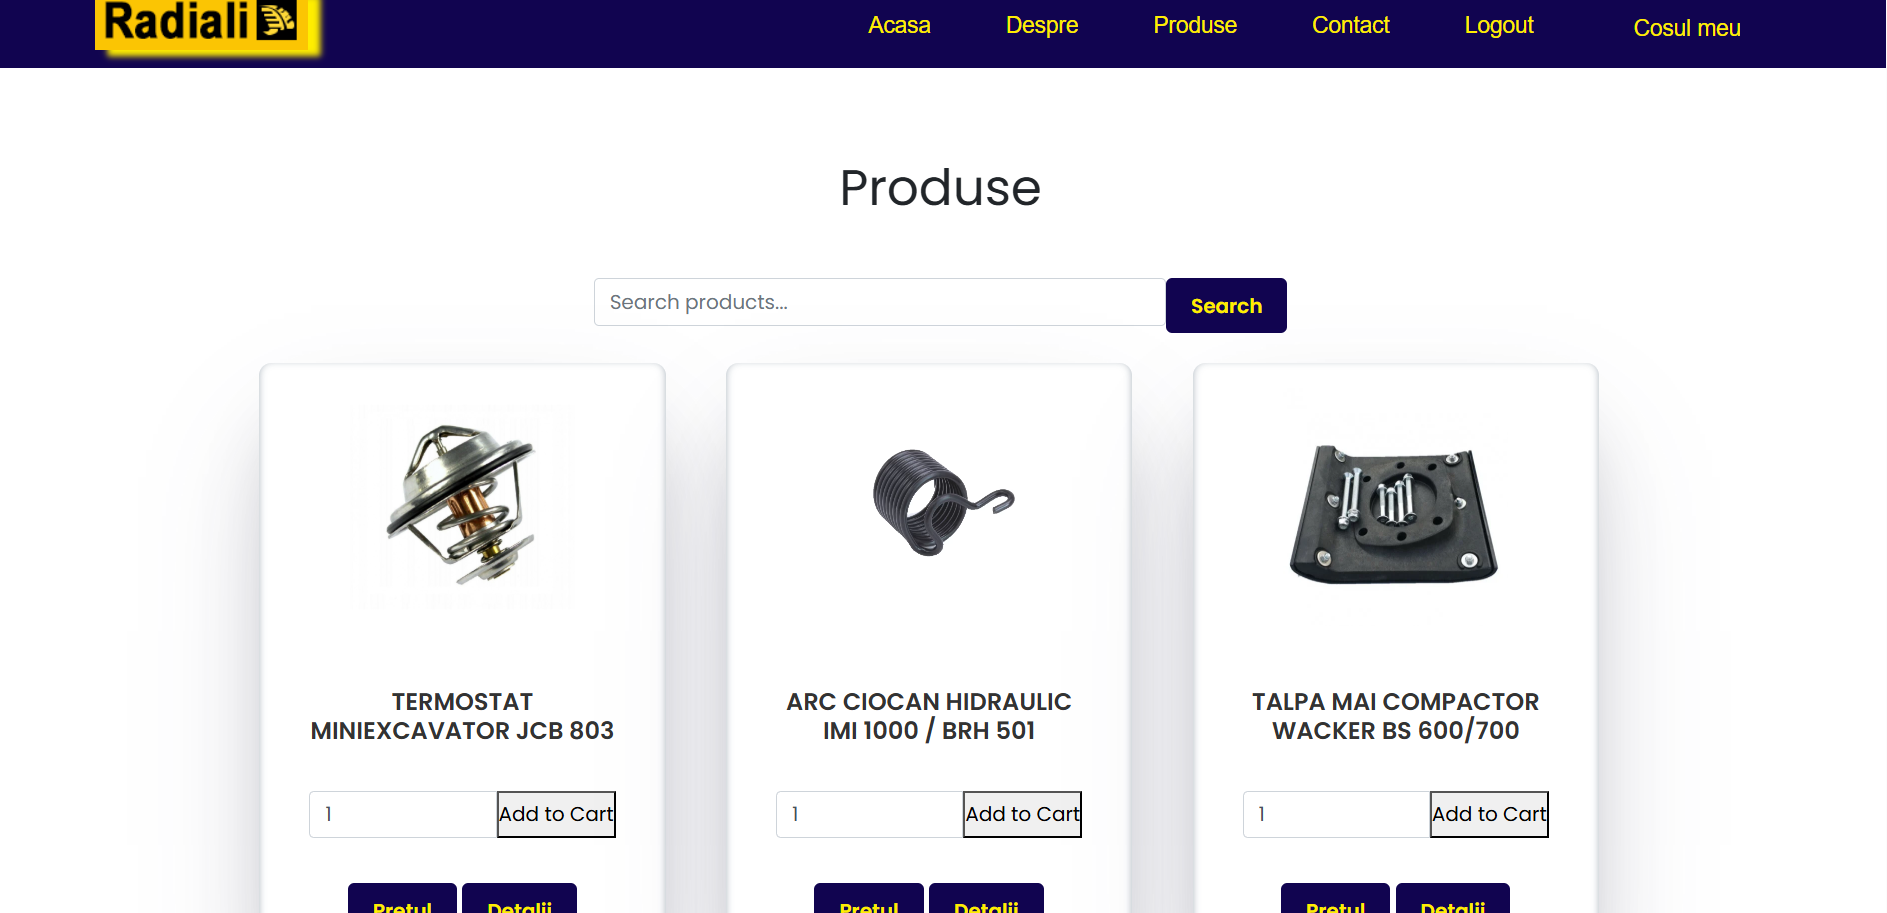 Radiali
Acasa
Despre
Produse
Contact
Logout
Cosul meu
Produse
Search products...
Search
TERMOSTAT
MINIEXCAVATOR JCB 803
1
Add to Cart
Pretul
Detalii
ARC CIOCAN HIDRAULIC
IMI 1000 / BRH 501
1
Add to Cart
Pretul
Detalii
TALPA MAI COMPACTOR
WACKER BS 600/700
1
Add to Cart
Pretul
Detalii